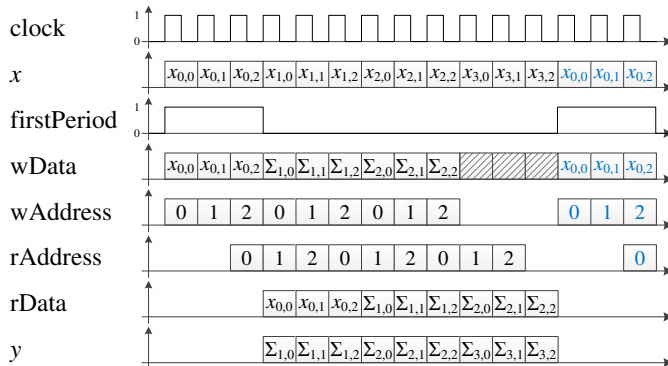 clock 1 0
x x0,0 x0,1 x0,2 x1,0 x1,1 x1,2 x2,0 x2,1 x2,2 x3,0 x3,1 x3,2 x0,0 x0,1 x0,2
firstPeriod 1 0
wData x0,0 x0,1 x0,2 Σ1,0 Σ1,1 Σ1,2 Σ2,0 Σ2,1 Σ2,2 x0,0 x0,1 x0,2
wAddress 0 1 2 0 1 2 0 1 2 0 1 2
rAddress 0 1 2 0 1 2 0 1 2 0
rData x0,0 x0,1 x0,2 Σ1,0 Σ1,1 Σ1,2 Σ2,0 Σ2,1 Σ2,2
y Σ1,0 Σ1,1 Σ1,2 Σ2,0 Σ2,1 Σ2,2 Σ3,0 Σ3,1 Σ3,2